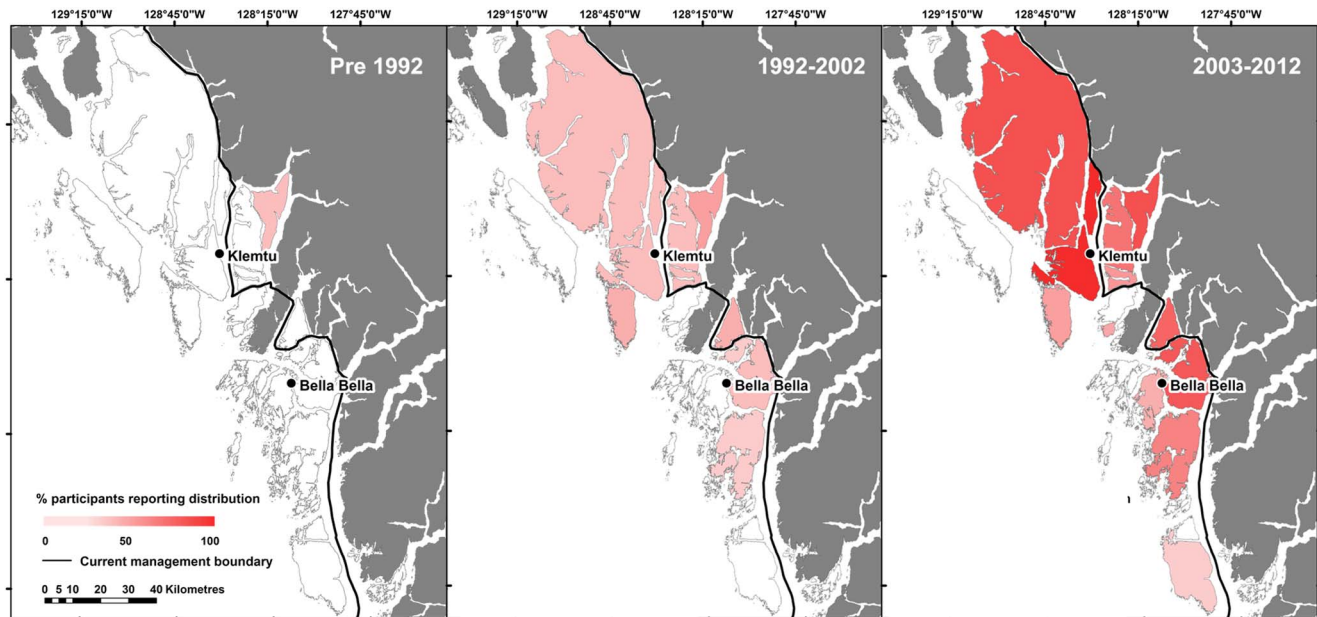 129°15'0"W 128°45'0"W 128°15'0"W 127°45'0"W 129°15'0"W 128°45'0"W 128°15'0"W 127°45'0"W 129°15'0"W 128°45'0"W 128°15'0"W 127°45'0"W
Pre 1992
1992-2002
2003-2012
Klemtu
Klemtu
Klemtu
Bella Bella
Bella Bella
Bella Bella
% participants reporting distribution
0 50 100
Current management boundary
0 5 10 20 30 40 Kilometres